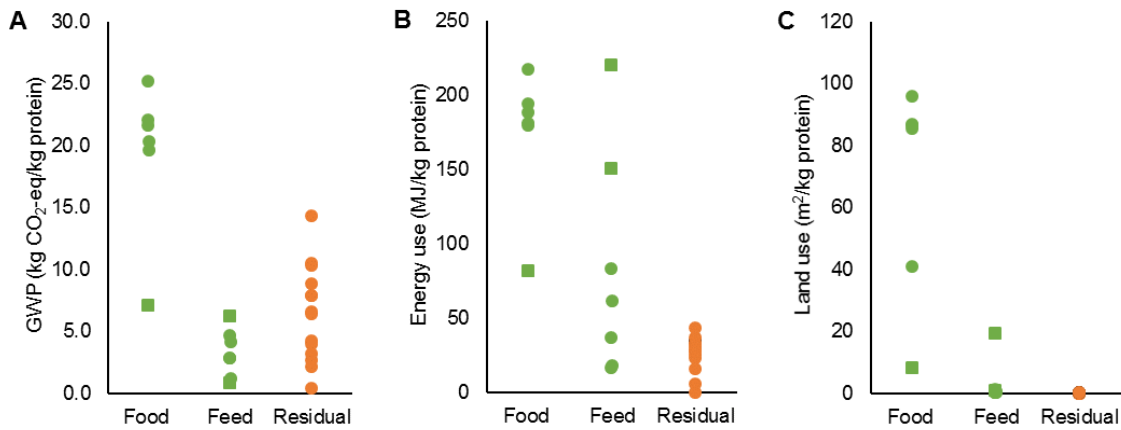 A
GWP (kg CO₂-eq/kg protein)
30.0
25.0
20.0
15.0
10.0
5.0
0.0
Food Feed Residual
B
Energy use (MJ/kg protein)
250
200
150
100
50
0
Food Feed Residual
C
Land use (m²/kg protein)
120
100
80
60
40
20
0
Food Feed Residual